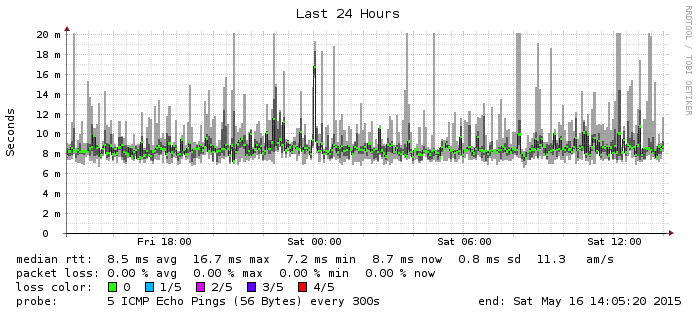 Last 24 Hours
RRDTOOL / TOBI OETIKER
Seconds
20 m
18 m
16 m
14 m
12 m
10 m
8 m
6 m
4 m
2 m
0
Fri 18:00 Sat 00:00 Sat 06:00 Sat 12:00
median rtt: 8.5 ms avg 16.7 ms max 7.2 ms min 8.7 ms now 0.8 ms sd 11.3 am/s
packet loss: 0.00 % avg 0.00 % max 0.00 % min 0.00 % now
loss color: 0 1/5 2/5 3/5 4/5
probe: 5 ICMP Echo Pings (56 Bytes) every 300s end: Sat May 16 14:05:20 2015